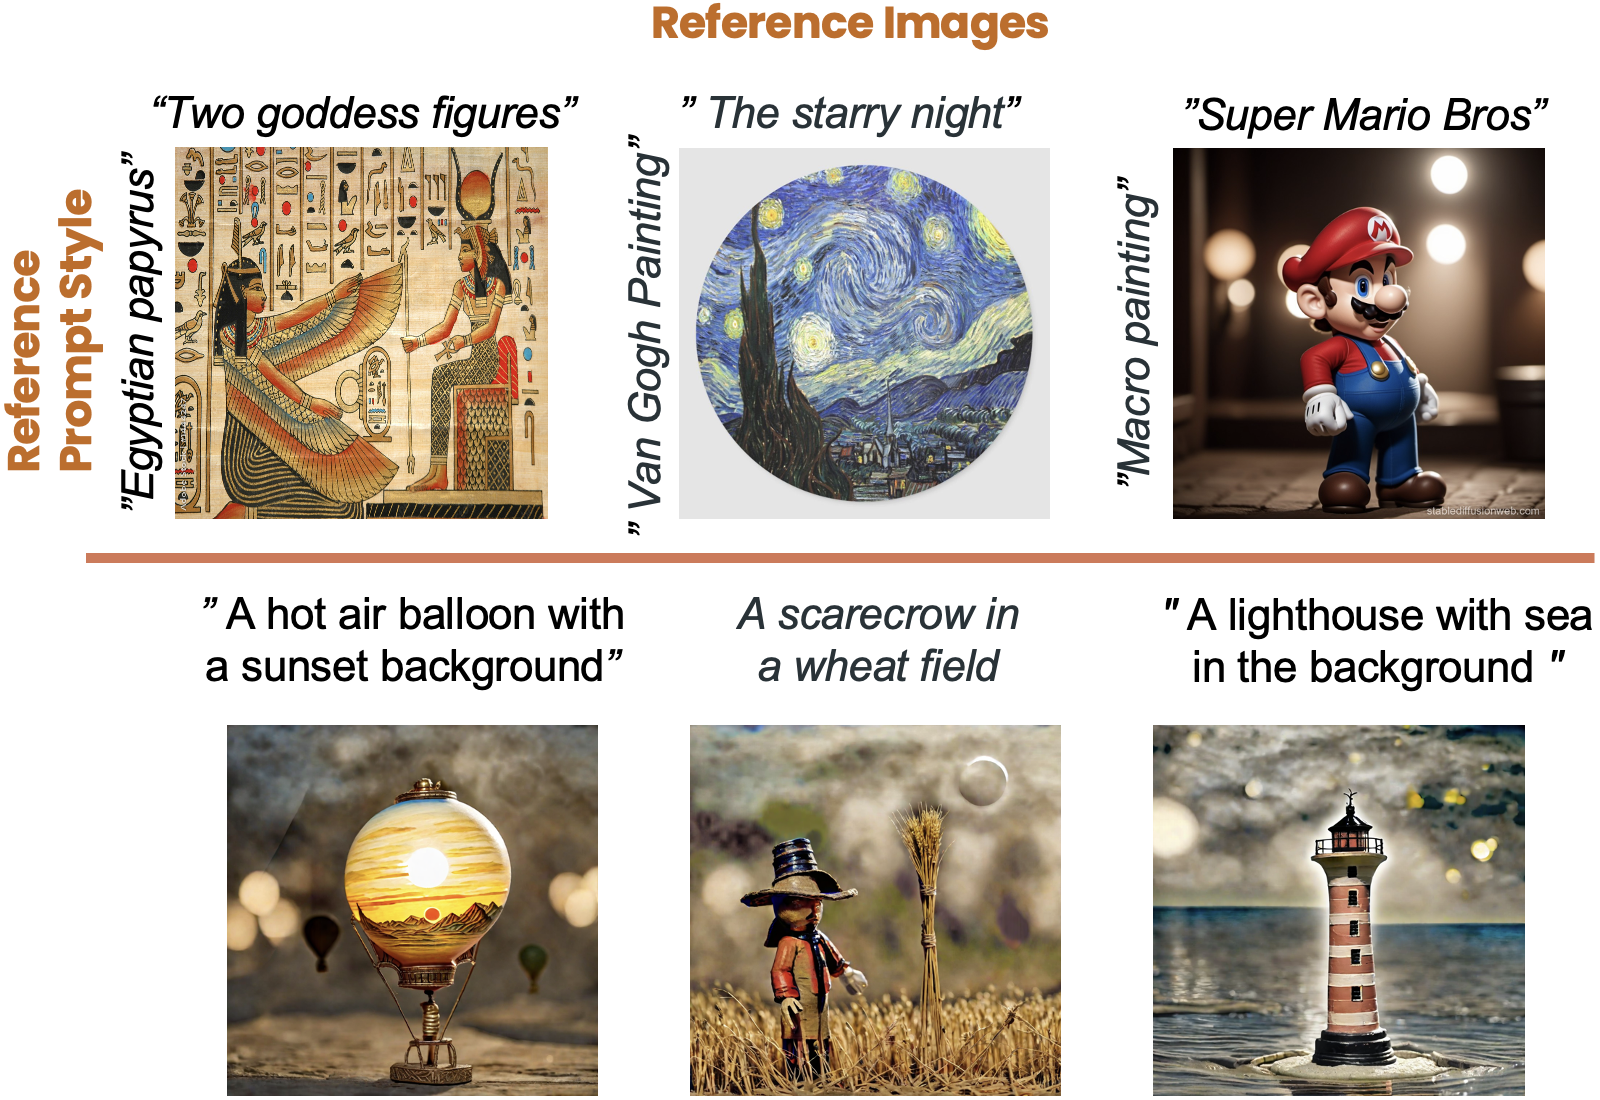 Reference Images
Reference
Prompt Style
“Two goddess figures”
”Egyptian papyrus”
” The starry night”
” Van Gogh Painting”
”Super Mario Bros”
”Macro painting”
M
stablediffusionweb.com
” A hot air balloon with
a sunset background”
A scarecrow in
a wheat field
" A lighthouse with sea
in the background "